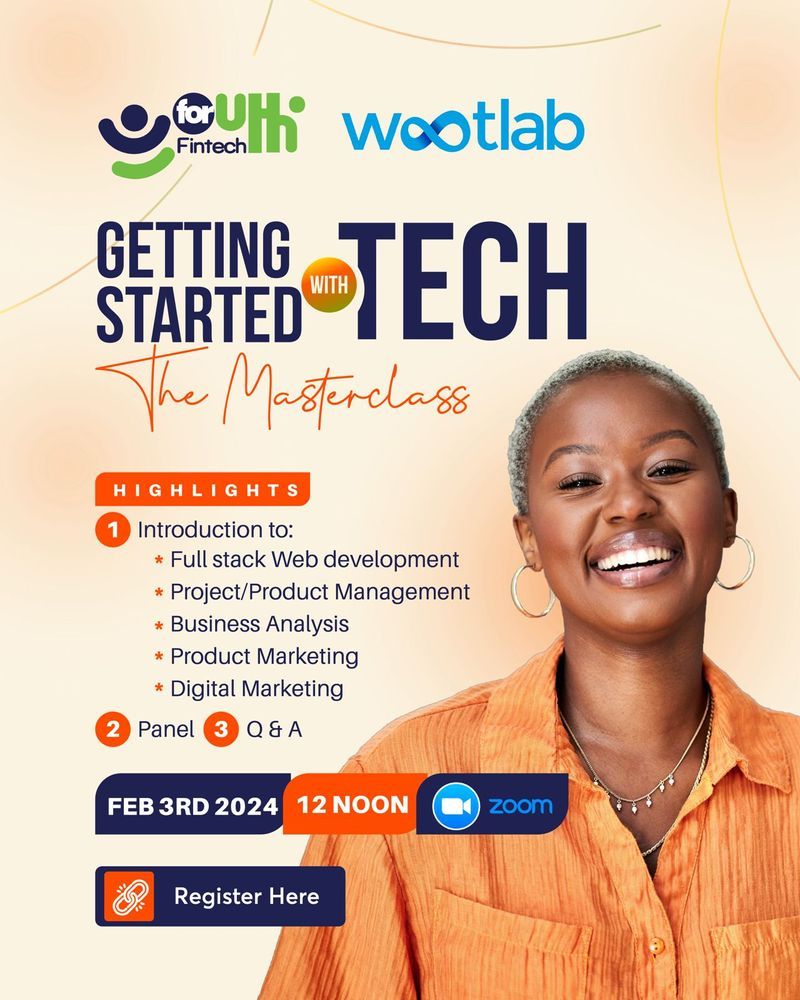 for Uth
Fintech
wootlab
GETTING
STARTED
WITH
TECH
The Masterclass
HIGHLIGHTS
1 Introduction to:
* Full stack Web development
* Project/Product Management
* Business Analysis
* Product Marketing
* Digital Marketing
2 Panel 3 Q & A
FEB 3RD 2024 12 NOON zoom
Register Here